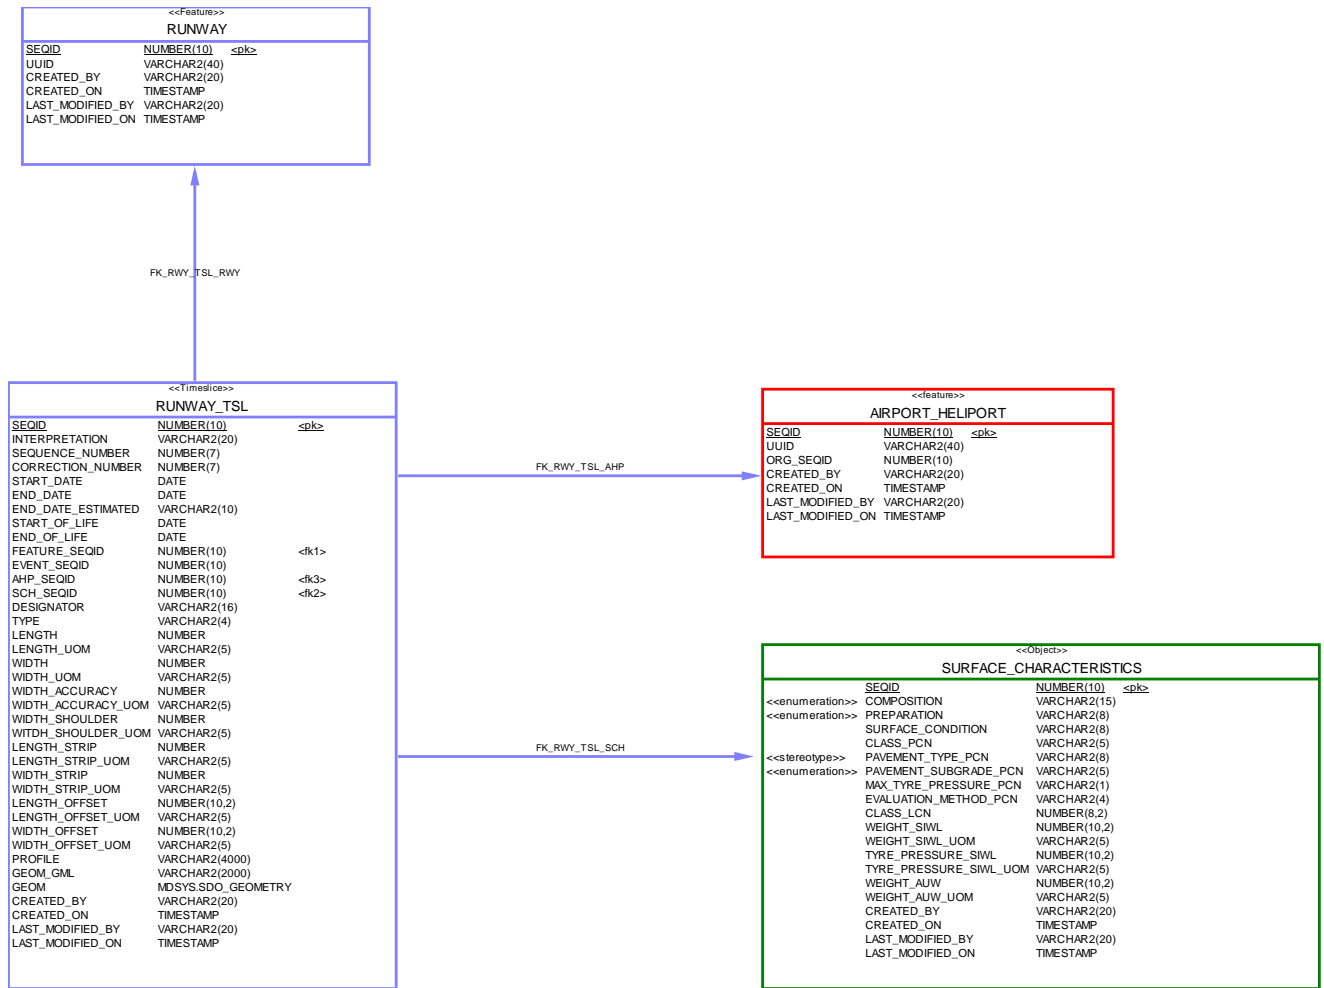 <<Feature>>
RUNWAY
SEQID NUMBER(10) <pk>
UUID VARCHAR2(40)
CREATED_BY VARCHAR2(20)
CREATED_ON TIMESTAMP
LAST_MODIFIED_BY VARCHAR2(20)
LAST_MODIFIED_ON TIMESTAMP
FK_RWY_TSL_RWY
<<Timeslice>>
RUNWAY_TSL
SEQID NUMBER(10) <pk>
INTERPRETATION VARCHAR2(20)
SEQUENCE_NUMBER NUMBER(7)
CORRECTION_NUMBER NUMBER(7)
START_DATE DATE
END_DATE DATE
END_DATE_ESTIMATED VARCHAR2(10)
START_OF_LIFE DATE
END_OF_LIFE DATE
FEATURE_SEQID NUMBER(10) <fk1>
EVENT_SEQID NUMBER(10)
AHP_SEQID NUMBER(10) <fk3>
SCH_SEQID NUMBER(10) <fk2>
DESIGNATOR VARCHAR2(16)
TYPE VARCHAR2(4)
LENGTH NUMBER
LENGTH_UOM VARCHAR2(5)
WIDTH NUMBER
WIDTH_UOM VARCHAR2(5)
WIDTH_ACCURACY NUMBER
WIDTH_ACCURACY_UOM VARCHAR2(5)
WIDTH_SHOULDER NUMBER
WITDH_SHOULDER_UOM VARCHAR2(5)
LENGTH_STRIP NUMBER
LENGTH_STRIP_UOM VARCHAR2(5)
WIDTH_STRIP NUMBER
WIDTH_STRIP_UOM VARCHAR2(5)
LENGTH_OFFSET NUMBER(10,2)
LENGTH_OFFSET_UOM VARCHAR2(5)
WIDTH_OFFSET NUMBER(10,2)
WIDTH_OFFSET_UOM VARCHAR2(5)
PROFILE VARCHAR2(4000)
GEOM_GML VARCHAR2(2000)
GEOM MDSYS.SDO_GEOMETRY
CREATED_BY VARCHAR2(20)
CREATED_ON TIMESTAMP
LAST_MODIFIED_BY VARCHAR2(20)
LAST_MODIFIED_ON TIMESTAMP
FK_RWY_TSL_AHP
<<feature>>
AIRPORT_HELIPORT
SEQID NUMBER(10) <pk>
UUID VARCHAR2(40)
ORG_SEQID NUMBER(10)
CREATED_BY VARCHAR2(20)
CREATED_ON TIMESTAMP
LAST_MODIFIED_BY VARCHAR2(20)
LAST_MODIFIED_ON TIMESTAMP
FK_RWY_TSL_SCH
<<Object>>
SURFACE_CHARACTERISTICS
SEQID NUMBER(10) <pk>
<<enumeration>> COMPOSITION VARCHAR2(15)
<<enumeration>> PREPARATION VARCHAR2(8)
SURFACE_CONDITION VARCHAR2(8)
CLASS_PCN VARCHAR2(5)
<<stereotype>> PAVEMENT_TYPE_PCN VARCHAR2(8)
<<enumeration>> PAVEMENT_SUBGRADE_PCN VARCHAR2(5)
MAX_TYRE_PRESSURE_PCN VARCHAR2(1)
EVALUATION_METHOD_PCN VARCHAR2(4)
CLASS_LCN NUMBER(8,2)
WEIGHT_SIWL NUMBER(10,2)
WEIGHT_SIWL_UOM VARCHAR2(5)
TYRE_PRESSURE_SIWL NUMBER(10,2)
TYRE_PRESSURE_SIWL_UOM VARCHAR2(5)
WEIGHT_AUW NUMBER(10,2)
WEIGHT_AUW_UOM VARCHAR2(5)
CREATED_BY VARCHAR2(20)
CREATED_ON TIMESTAMP
LAST_MODIFIED_BY VARCHAR2(20)
LAST_MODIFIED_ON TIMESTAMP